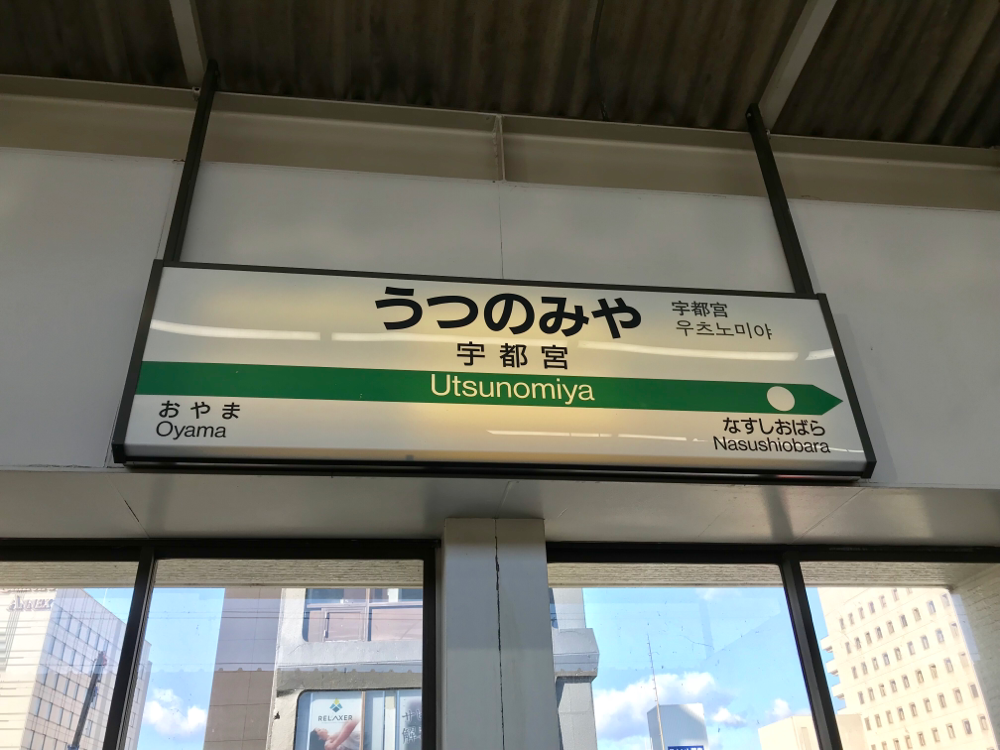 うつのみや
宇都宮
우츠노미야
宇都宮
Utsunomiya
おやま
Oyama
なすしおばら
Nasushiobara
ANNEX
RELAXER